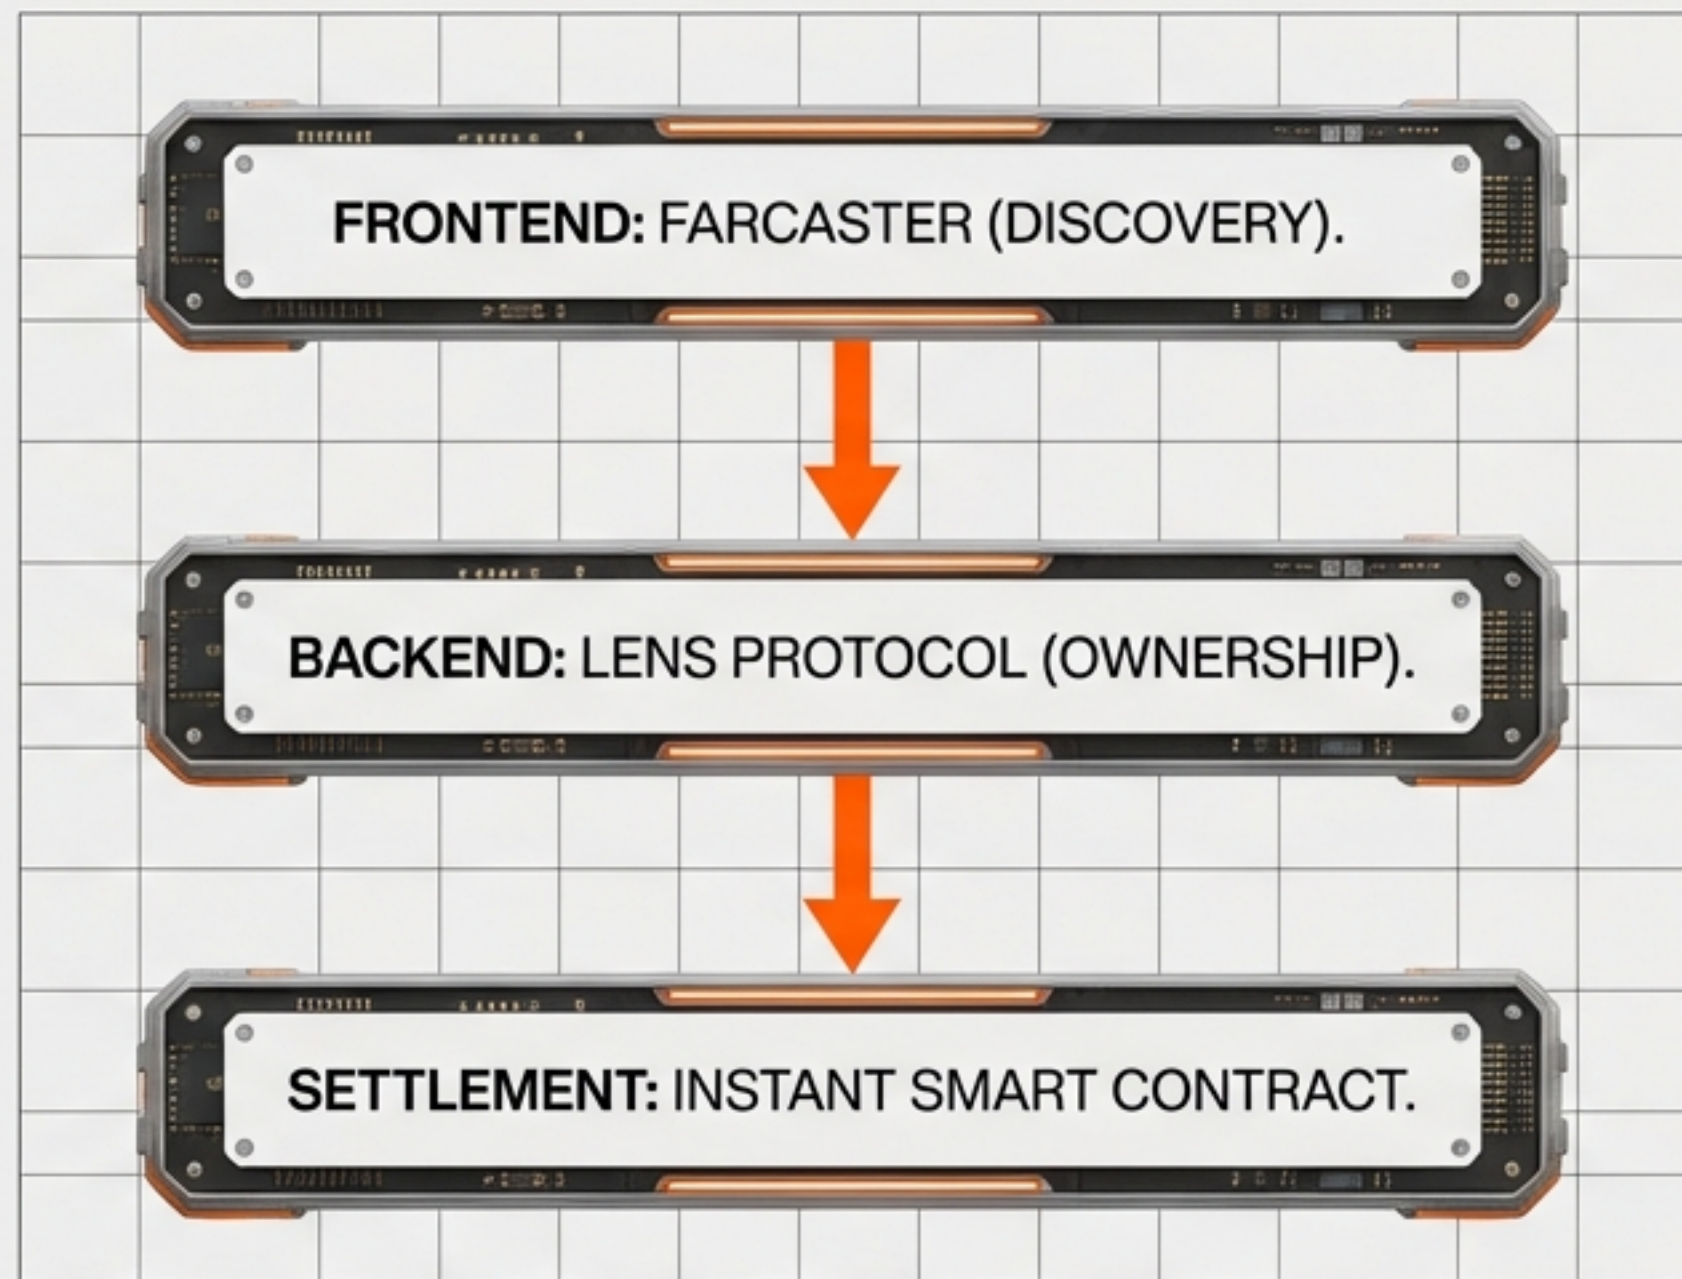 FRONTEND: FARCASTER (DISCOVERY).
BACKEND: LENS PROTOCOL (OWNERSHIP).
SETTLEMENT: INSTANT SMART CONTRACT.